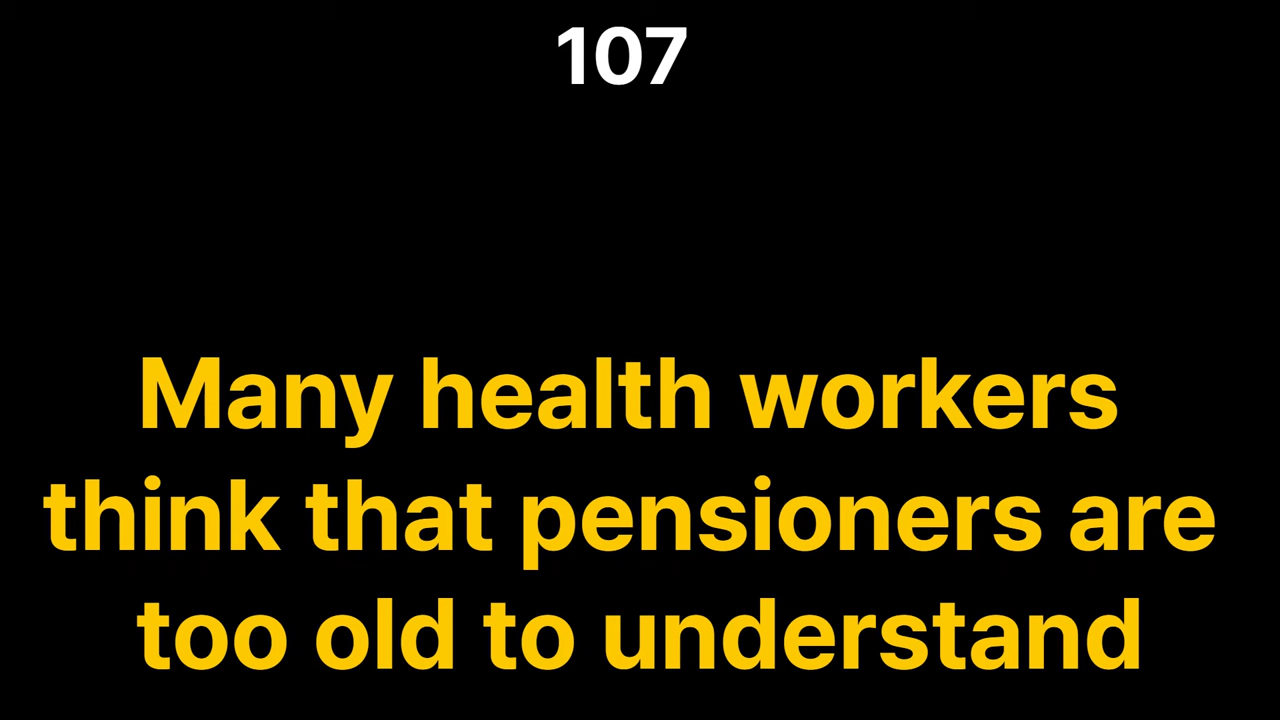 107
Many health workers
think that pensioners are
too old to understand